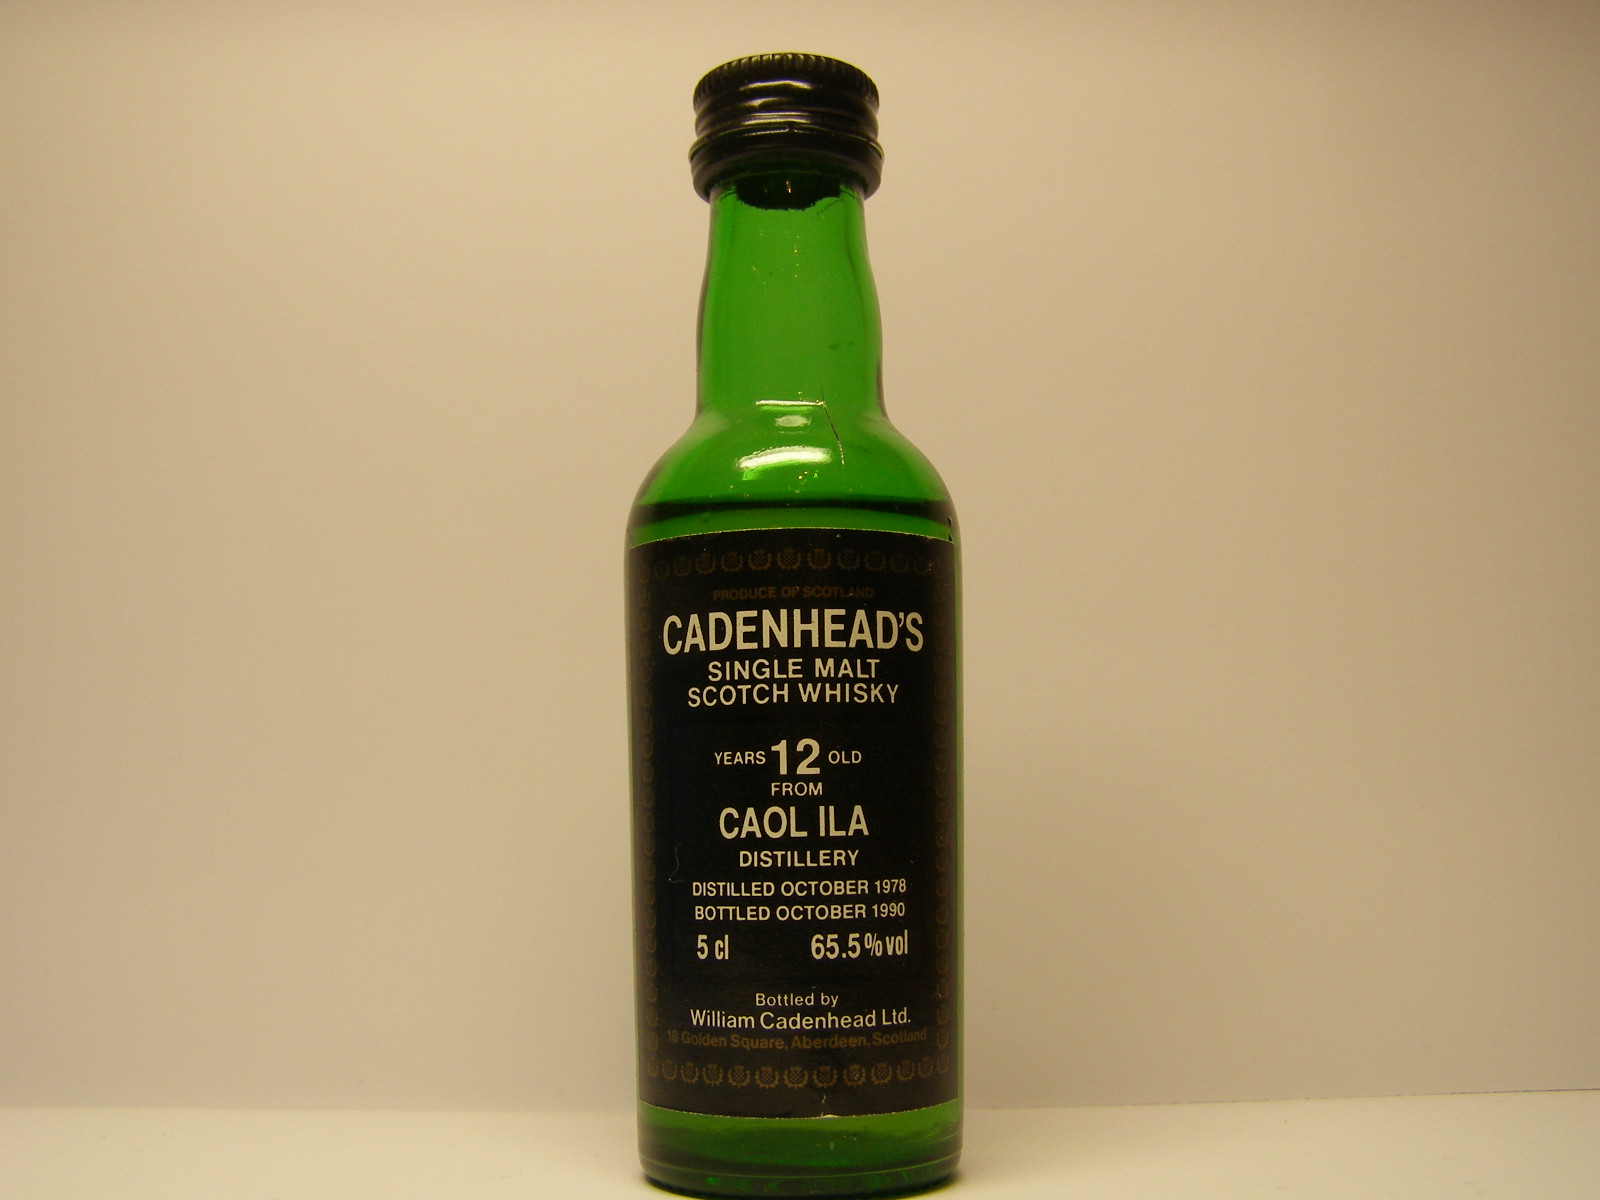 PRODUCE OF SCOTLAND
CADENHEAD'S
SINGLE MALT
SCOTCH WHISKY
YEARS 12 OLD
FROM
CAOL ILA
DISTILLERY
DISTILLED OCTOBER 1978
BOTTLED OCTOBER 1990
5 cl 65.5% vol
Bottled by
William Cadenhead Ltd.
18 Golden Square, Aberdeen, Scotland